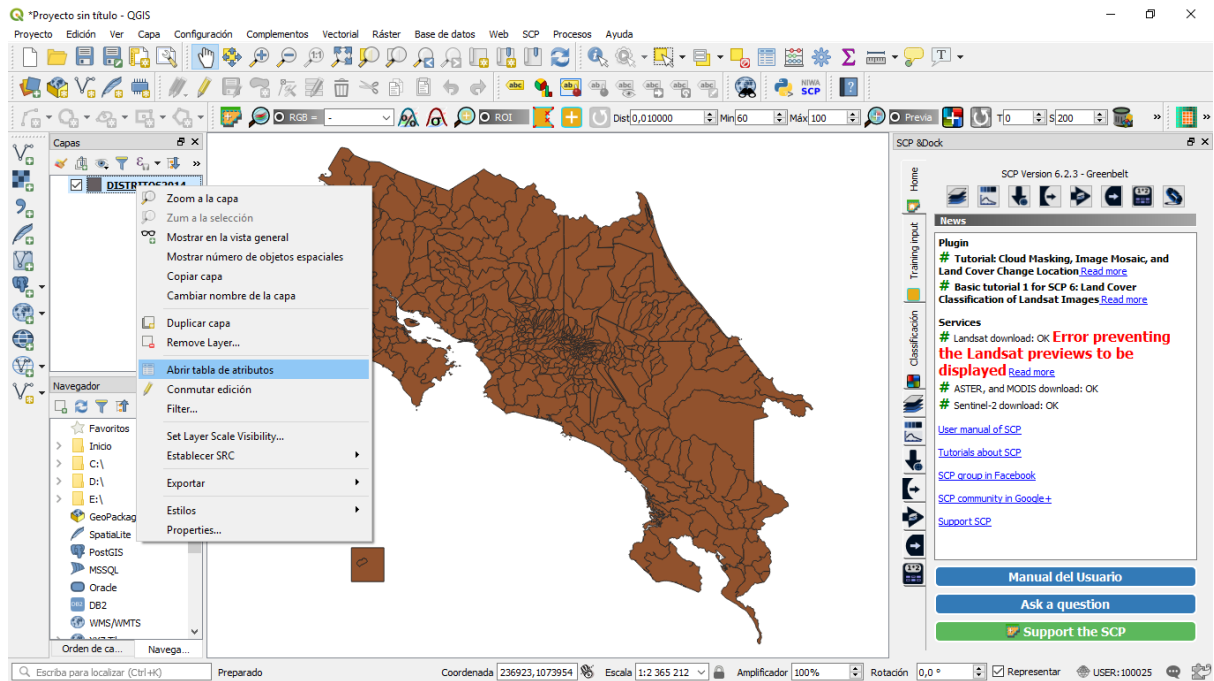 *Proyecto sin título - QGIS
Proyecto Edición Ver Capa Configuración Complementos Vectorial Ráster Base de datos Web SCP Procesos Ayuda
abc
NIWA
SCP
RGB = -
ROI
Dist 0,010000
Min 60
Máx 100
Previa
T 0
S 200
Capas
DISTRITOS2014
Zoom a la capa
Zum a la selección
Mostrar en la vista general
Mostrar número de objetos espaciales
Copiar capa
Cambiar nombre de la capa
Duplicar capa
Remove Layer...
Abrir tabla de atributos
Conmutar edición
Filter...
Set Layer Scale Visibility...
Establecer SRC
Exportar
Estilos
Properties...
Navegador
Favoritos
Inicio
C:\
D:\
E:\
GeoPackag
SpatiaLite
PostGIS
MSSQL
Oracle
DB2
WMS/WMTS
Orden de ca... Navega...
SCP &Dock
Home
Training input
Classificación
SCP Version 6.2.3 - Greenbelt
News
Plugin
# Tutorial: Cloud Masking, Image Mosaic, and
Land Cover Change Location Read more
# Basic tutorial 1 for SCP 6: Land Cover
Classification of Landsat Images Read more
Services
# Landsat download: OK Error preventing
the Landsat previews to be
displayed Read more
# ASTER, and MODIS download: OK
# Sentinel-2 download: OK
User manual of SCP
Tutorials about SCP
SCP group in Facebook
SCP community in Google+
Support SCP
Manual del Usuario
Ask a question
Support the SCP
Escriba para localizar (Ctrl+K)
Preparado
Coordenada 236923,1073954
Escala 1:2 365 212
Amplificador 100%
Rotación 0,0 °
Representar
USER:100025